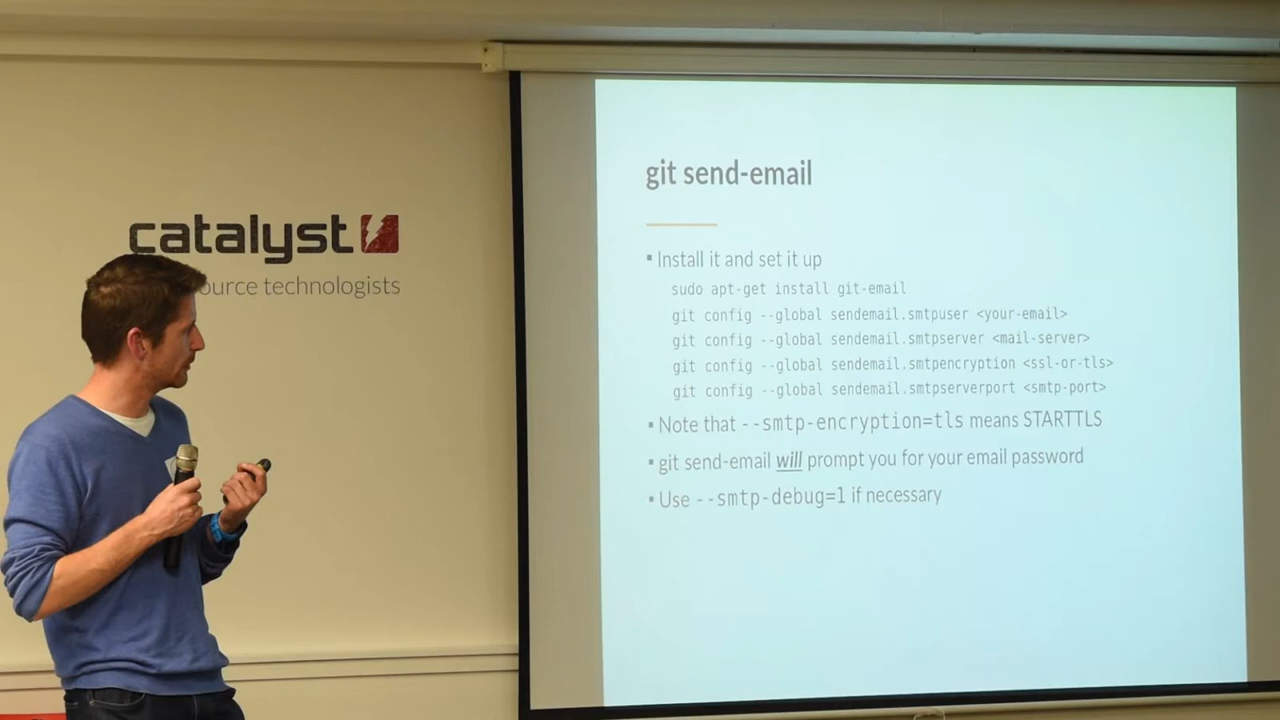 catalyst
source technologists
git send-email
▪ Install it and set it up
sudo apt-get install git-email
git config --global sendemail.smtpuser <your-email>
git config --global sendemail.smtpserver <mail-server>
git config --global sendemail.smtpencryption <ssl-or-tls>
git config --global sendemail.smtpserverport <smtp-port>
▪ Note that --smtp-encryption=tls means STARTTLS
▪ git send-email will prompt you for your email password
▪ Use --smtp-debug=1 if necessary